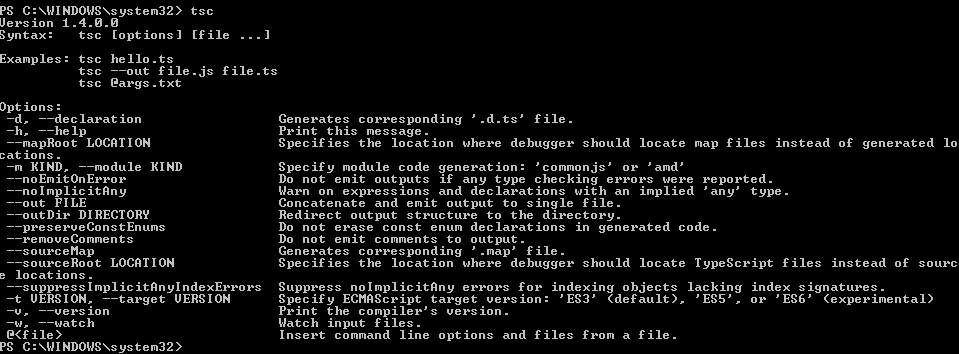 PS C:\WINDOWS\system32> tsc
Version 1.4.0.0
Syntax:   tsc [options] [file ...]

Examples: tsc hello.ts
          tsc --out file.js file.ts
          tsc @args.txt

Options:
 -d, --declaration                 Generates corresponding '.d.ts' file.
 -h, --help                        Print this message.
 --mapRoot LOCATION                Specifies the location where debugger should locate map files instead of generated lo
cations.
 -m KIND, --module KIND            Specify module code generation: 'commonjs' or 'amd'
 --noEmitOnError                   Do not emit outputs if any type checking errors were reported.
 --noImplicitAny                   Warn on expressions and declarations with an implied 'any' type.
 --out FILE                        Concatenate and emit output to single file.
 --outDir DIRECTORY                Redirect output structure to the directory.
 --preserveConstEnums              Do not erase const enum declarations in generated code.
 --removeComments                  Do not emit comments to output.
 --sourceMap                       Generates corresponding '.map' file.
 --sourceRoot LOCATION             Specifies the location where debugger should locate TypeScript files instead of sourc
e locations.
 --suppressImplicitAnyIndexErrors  Suppress noImplicitAny errors for indexing objects lacking index signatures.
 -t VERSION, --target VERSION      Specify ECMAScript target version: 'ES3' (default), 'ES5', or 'ES6' (experimental)
 -v, --version                     Print the compiler's version.
 -w, --watch                       Watch input files.
 @<file>                           Insert command line options and files from a file.
PS C:\WINDOWS\system32>